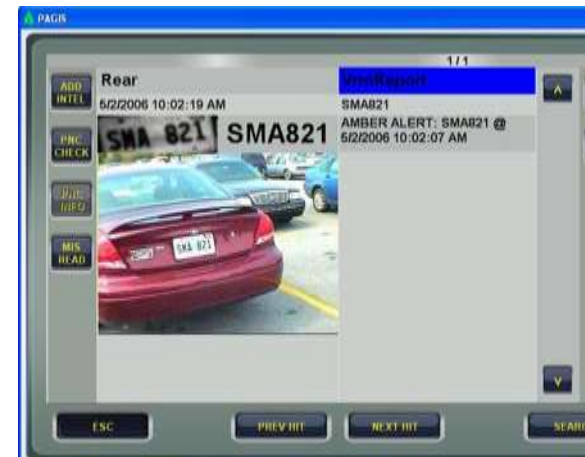 PAGIS
1/1
Rear
VrmReport
ADD
INTEL
5/2/2006 10:02:19 AM
SMA821
SMA 821
SMA821
AMBER ALERT: SMA821 @
5/2/2006 10:02:07 AM
PNC
CHECK
INFO
SMA 821
MIS
READ
ESC
PREV HIT
NEXT HIT